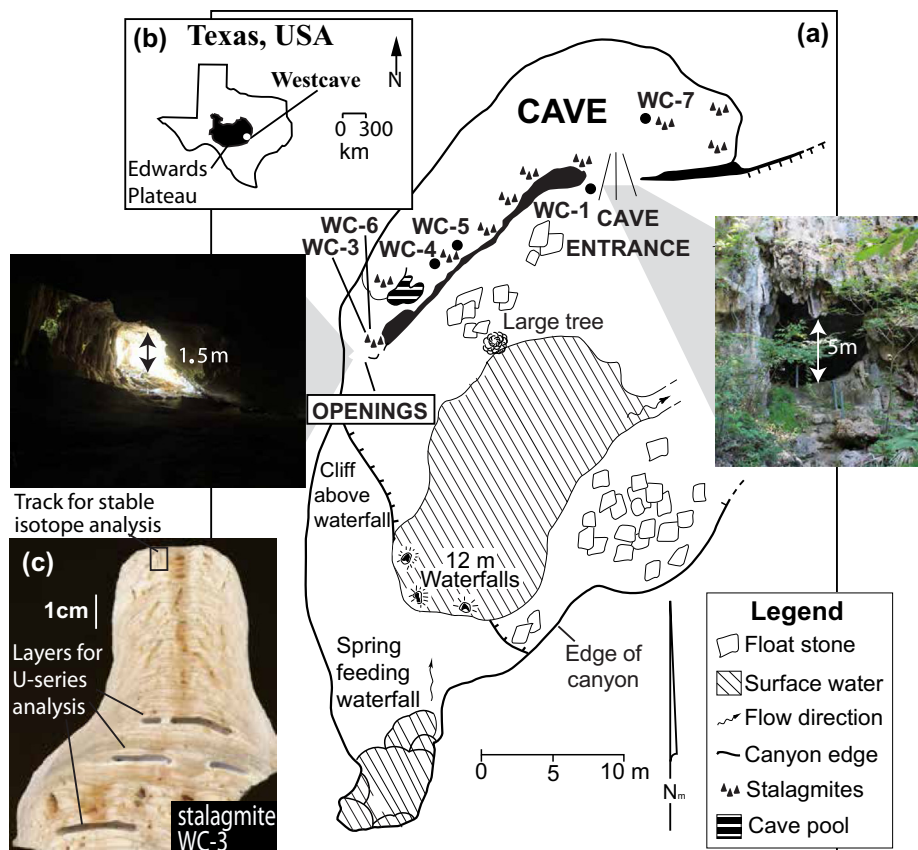 (b)
Texas, USA
N
Westcave
0 300
km
Edwards
Plateau
(a)
CAVE
WC-7
WC-1
CAVE
ENTRANCE
WC-6
WC-3
WC-5
WC-4
1.5m
5m
Large tree
OPENINGS
Cliff
above
waterfall
12 m
Waterfalls
Spring
feeding
waterfall
Edge of
canyon
0 5 10 m
Nm
Track for stable
isotope analysis
(c)
1cm
Layers for
U-series
analysis
stalagmite
WC-3
Legend
Float stone
Surface water
Flow direction
Canyon edge
Stalagmites
Cave pool